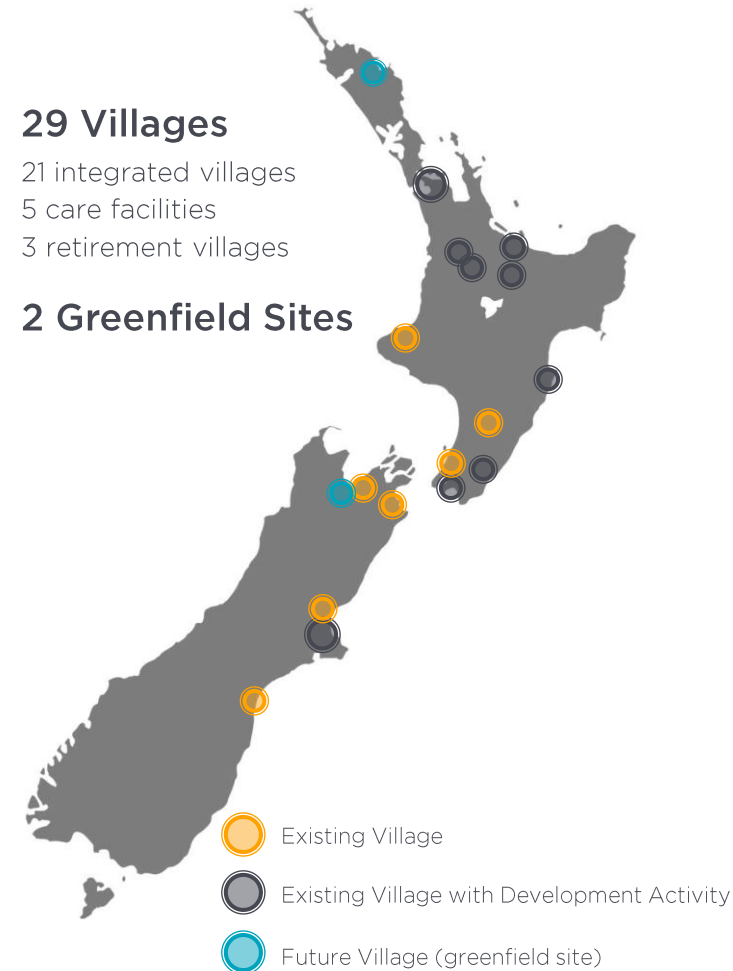 29 Villages
21 integrated villages
5 care facilities
3 retirement villages
2 Greenfield Sites
Existing Village
Existing Village with Development Activity
Future Village (greenfield site)